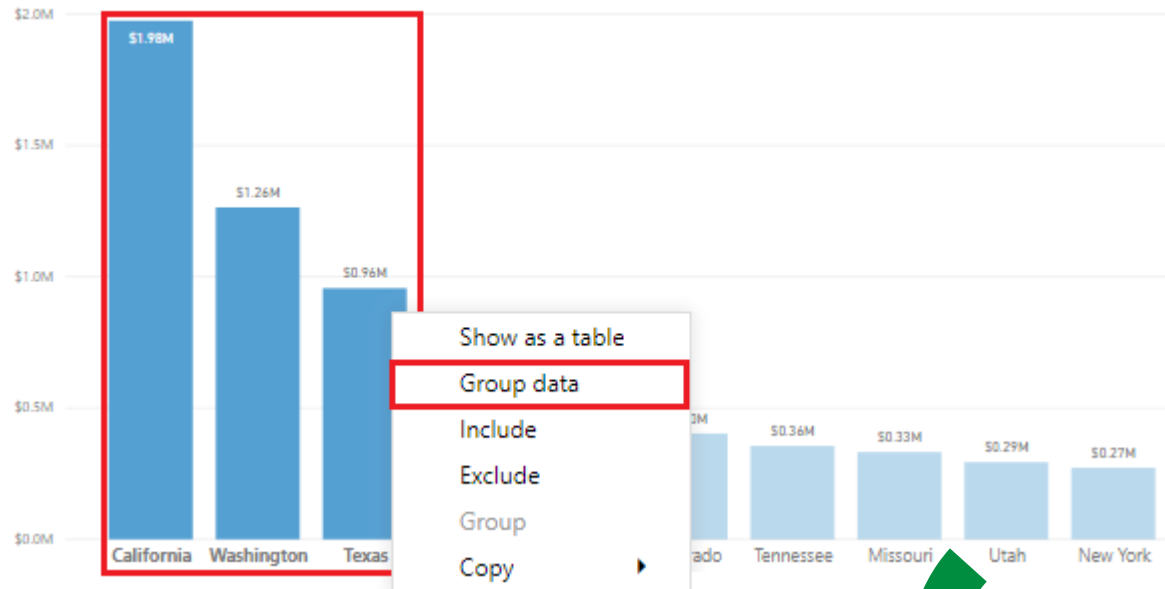 $2.0M
$1.98M
$1.5M
$1.26M
$1.0M
$0.96M
Show as a table
Group data
Include
Exclude
Group
Copy
$0.5M
$0.36M
$0.33M
$0.29M
$0.27M
$0.0M
California Washington Texas
Tennessee Missouri Utah New York